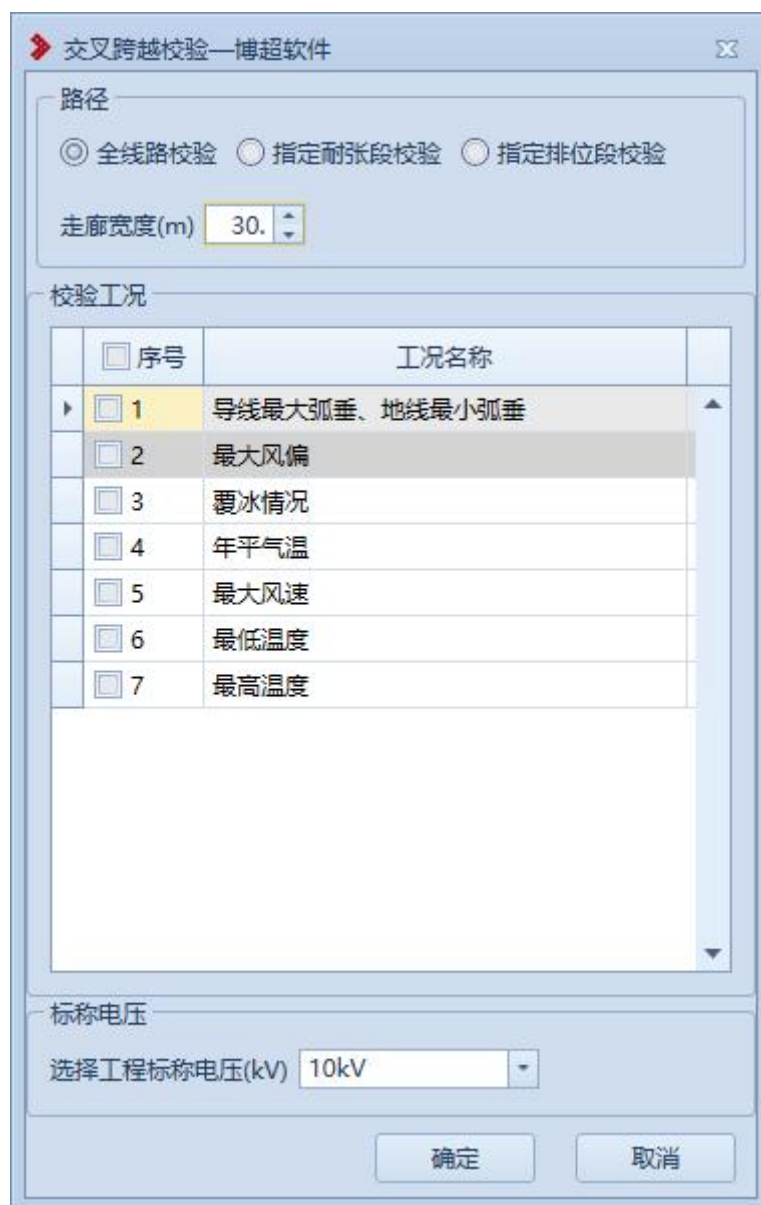 交叉跨越校验—博超软件
路径
全线路校验 指定耐张段校验 指定排位段校验
走廊宽度(m) 30.
校验工况
序号 工况名称
1 导线最大弧垂、地线最小弧垂
2 最大风偏
3 覆冰情况
4 年平气温
5 最大风速
6 最低温度
7 最高温度
标称电压
选择工程标称电压(kV) 10kV
确定 取消